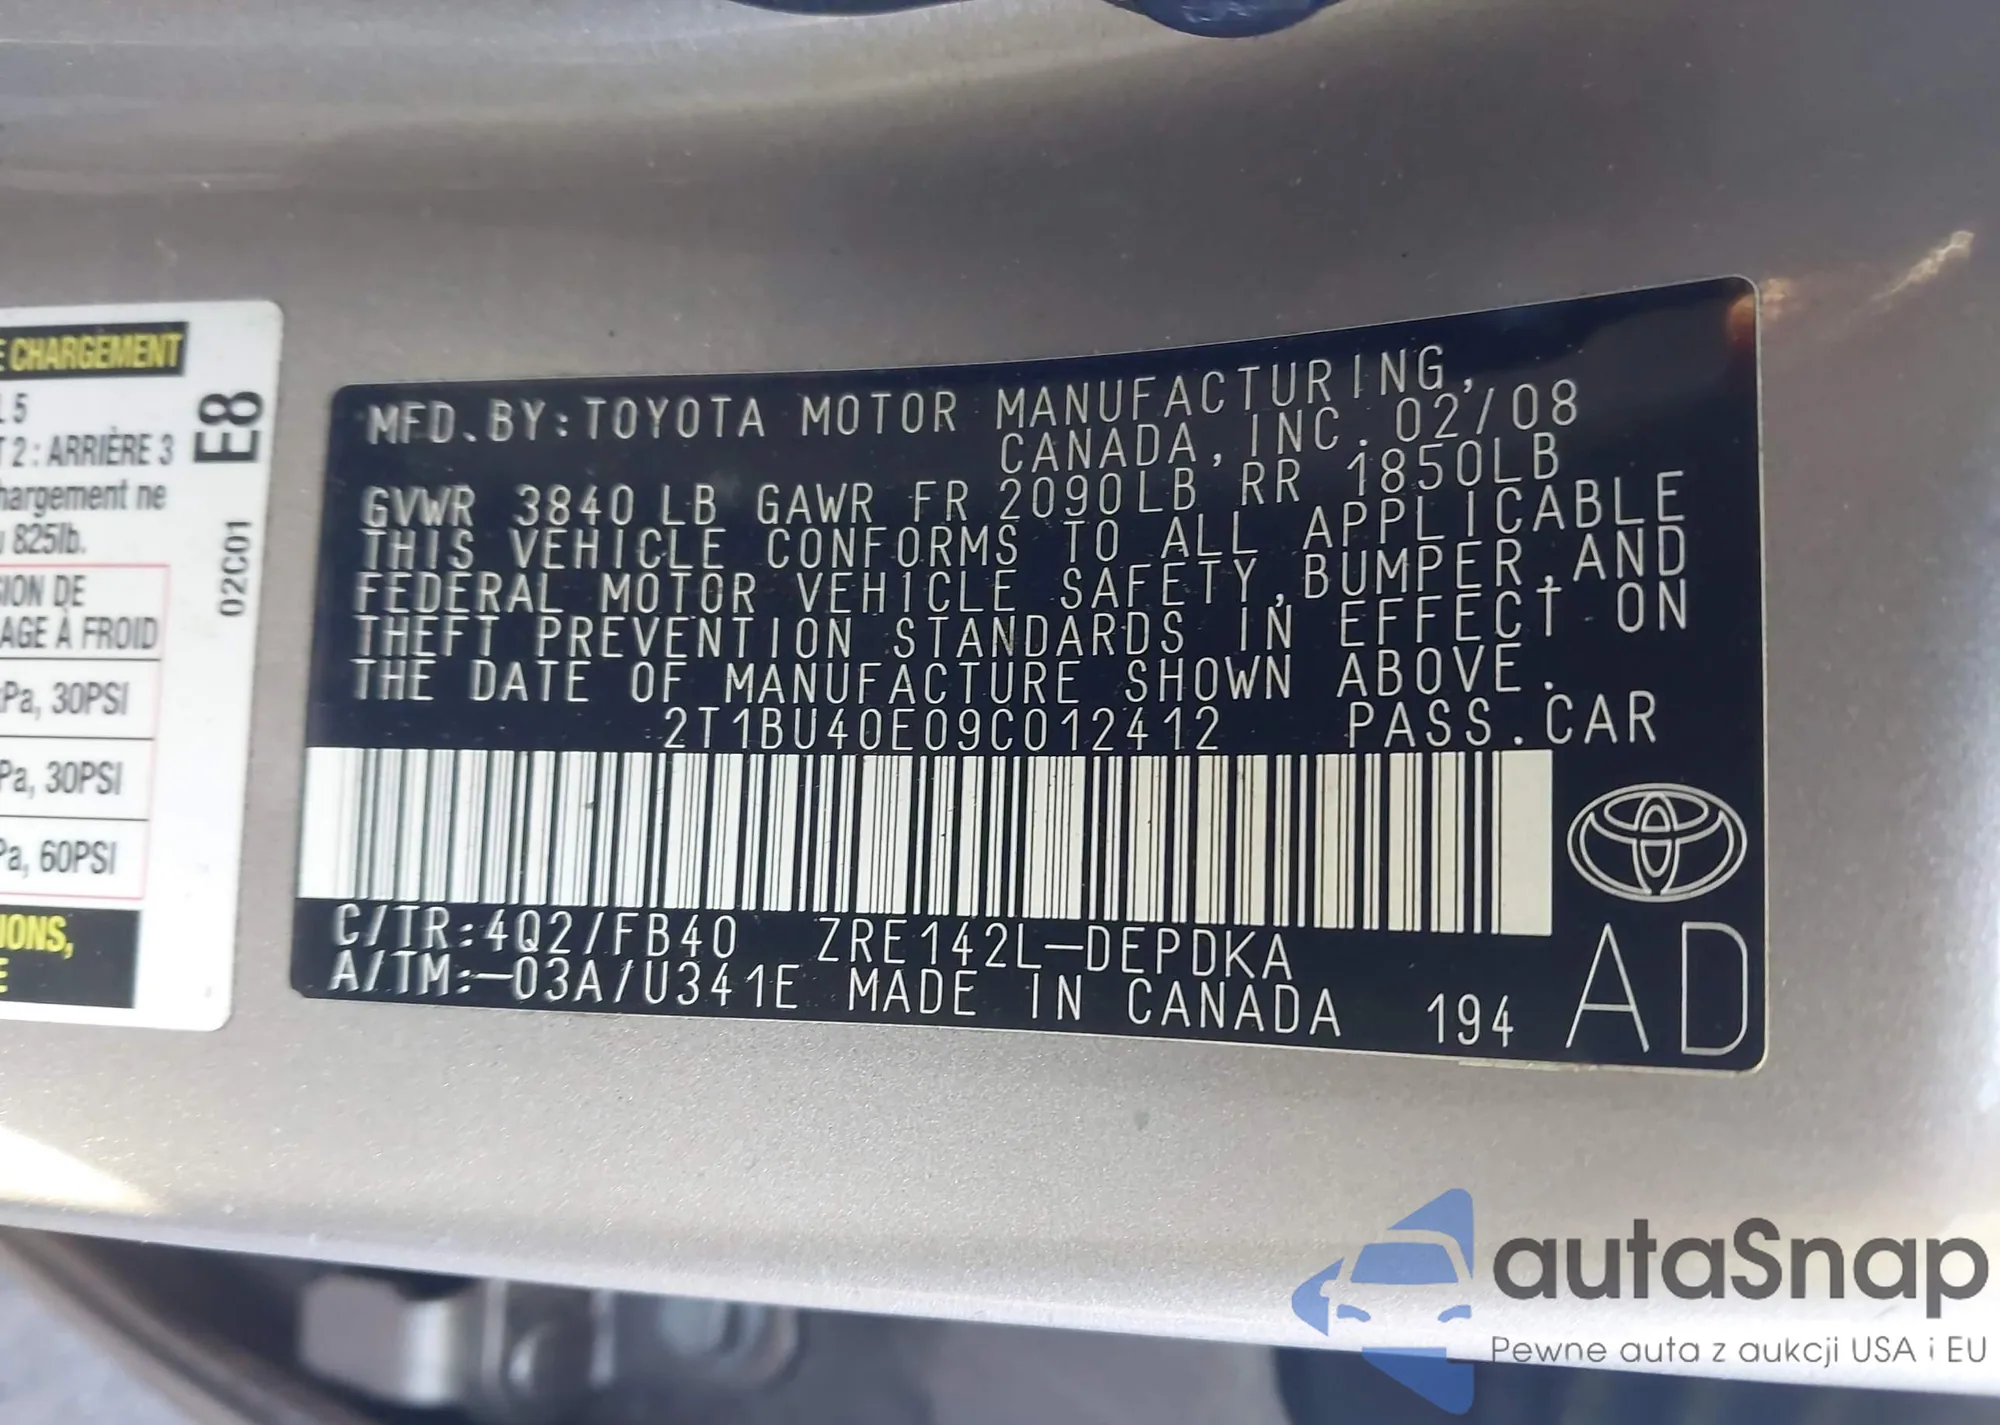 E CHARGEMENT
L 5
T 2 : ARRIÈRE 3
hargement ne
u 825lb.
SION DE
AGE À FROID
kPa, 30PSI
Pa, 30PSI
Pa, 60PSI
IONS,
E
E8
02C01
MFD.BY:TOYOTA MOTOR MANUFACTURING,
CANADA,INC.02/08
GVWR 3840 LB GAWR FR 2090LB RR 1850LB
THIS VEHICLE CONFORMS TO ALL APPLICABLE
FEDERAL MOTOR VEHICLE SAFETY,BUMPER,AND
THEFT PREVENTION STANDARDS IN EFFECT ON
THE DATE OF MANUFACTURE SHOWN ABOVE.
2T1BU40E09C012412 PASS.CAR
C/TR:4Q2/FB40 ZRE142L-DEPDKA
A/TM:-03A/U341E MADE IN CANADA 194
AD
autaSnap
Pewne auta z aukcji USA i EU